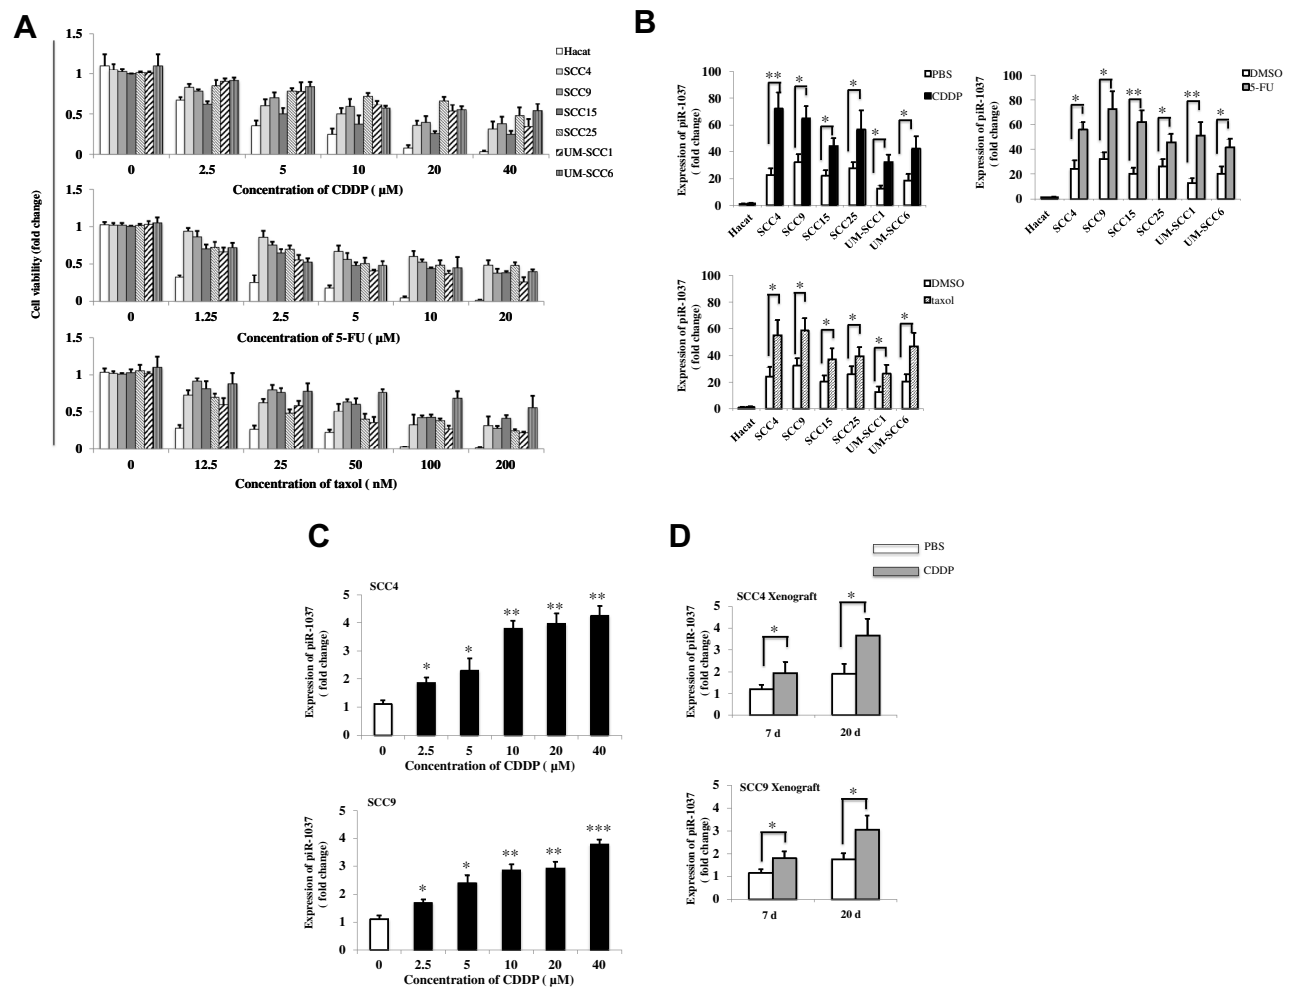 A
Cell viability (fold change)
1.5
1
0.5
0
0 2.5 5 10 20 40
Concentration of CDDP ( μM)
1.5
1
0.5
0
0 1.25 2.5 5 10 20
Concentration of 5-FU ( μM)
1.5
1
0.5
0
0 12.5 25 50 100 200
Concentration of taxol ( nM)
Hacat
SCC4
SCC9
SCC15
SCC25
UM-SCC1
UM-SCC6
B
Expression of piR-1037
( fold change)
100
80
60
40
20
0
** * * * * *
PBS
CDDP
Hacat SCC4 SCC9 SCC15 SCC25 UM-SCC1 UM-SCC6
Expression of piR-1037
( fold change)
100
80
60
40
20
0
* * ** * ** *
DMSO
5-FU
Hacat SCC4 SCC9 SCC15 SCC25 UM-SCC1 UM-SCC6
Expression of piR-1037
( fold change)
100
80
60
40
20
0
* * * * * *
DMSO
taxol
Hacat SCC4 SCC9 SCC15 SCC25 UM-SCC1 UM-SCC6
C
SCC4
Expression of piR-1037
( fold change)
5
4
3
2
1
0
* * ** ** **
0 2.5 5 10 20 40
Concentration of CDDP ( μM)
SCC9
Expression of piR-1037
( fold change)
5
4
3
2
1
0
* * ** ** ***
0 2.5 5 10 20 40
Concentration of CDDP ( μM)
D
PBS
CDDP
SCC4 Xenograft
Expression of piR-1037
( fold change)
5
4
3
2
1
0
* *
7 d 20 d
SCC9 Xenograft
Expression of piR-1037
( fold change)
5
4
3
2
1
0
* *
7 d 20 d